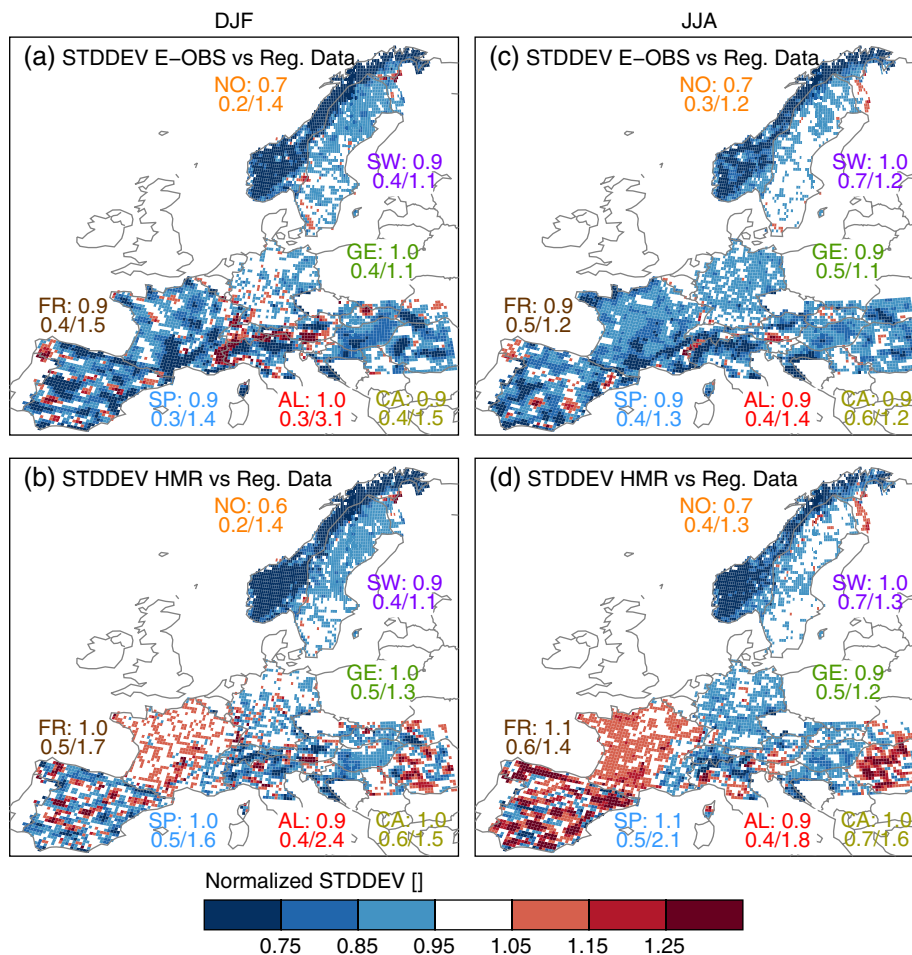 DJF
JJA
(a) STDDEV E−OBS vs Reg. Data
NO: 0.7
0.2/1.4
SW: 0.9
0.4/1.1
GE: 1.0
0.4/1.1
FR: 0.9
0.4/1.5
SP: 0.9
0.3/1.4
AL: 1.0
0.3/3.1
CA: 0.9
0.4/1.5
(c) STDDEV E−OBS vs Reg. Data
NO: 0.7
0.3/1.2
SW: 1.0
0.7/1.2
GE: 0.9
0.5/1.1
FR: 0.9
0.5/1.2
SP: 0.9
0.4/1.3
AL: 0.9
0.4/1.4
CA: 0.9
0.6/1.2
(b) STDDEV HMR vs Reg. Data
NO: 0.6
0.2/1.4
SW: 0.9
0.4/1.1
GE: 1.0
0.5/1.3
FR: 1.0
0.5/1.7
SP: 1.0
0.5/1.6
AL: 0.9
0.4/2.4
CA: 1.0
0.6/1.5
(d) STDDEV HMR vs Reg. Data
NO: 0.7
0.4/1.3
SW: 1.0
0.7/1.3
GE: 0.9
0.5/1.2
FR: 1.1
0.6/1.4
SP: 1.1
0.5/2.1
AL: 0.9
0.4/1.8
CA: 1.0
0.7/1.6
Normalized STDDEV []
0.75 0.85 0.95 1.05 1.15 1.25